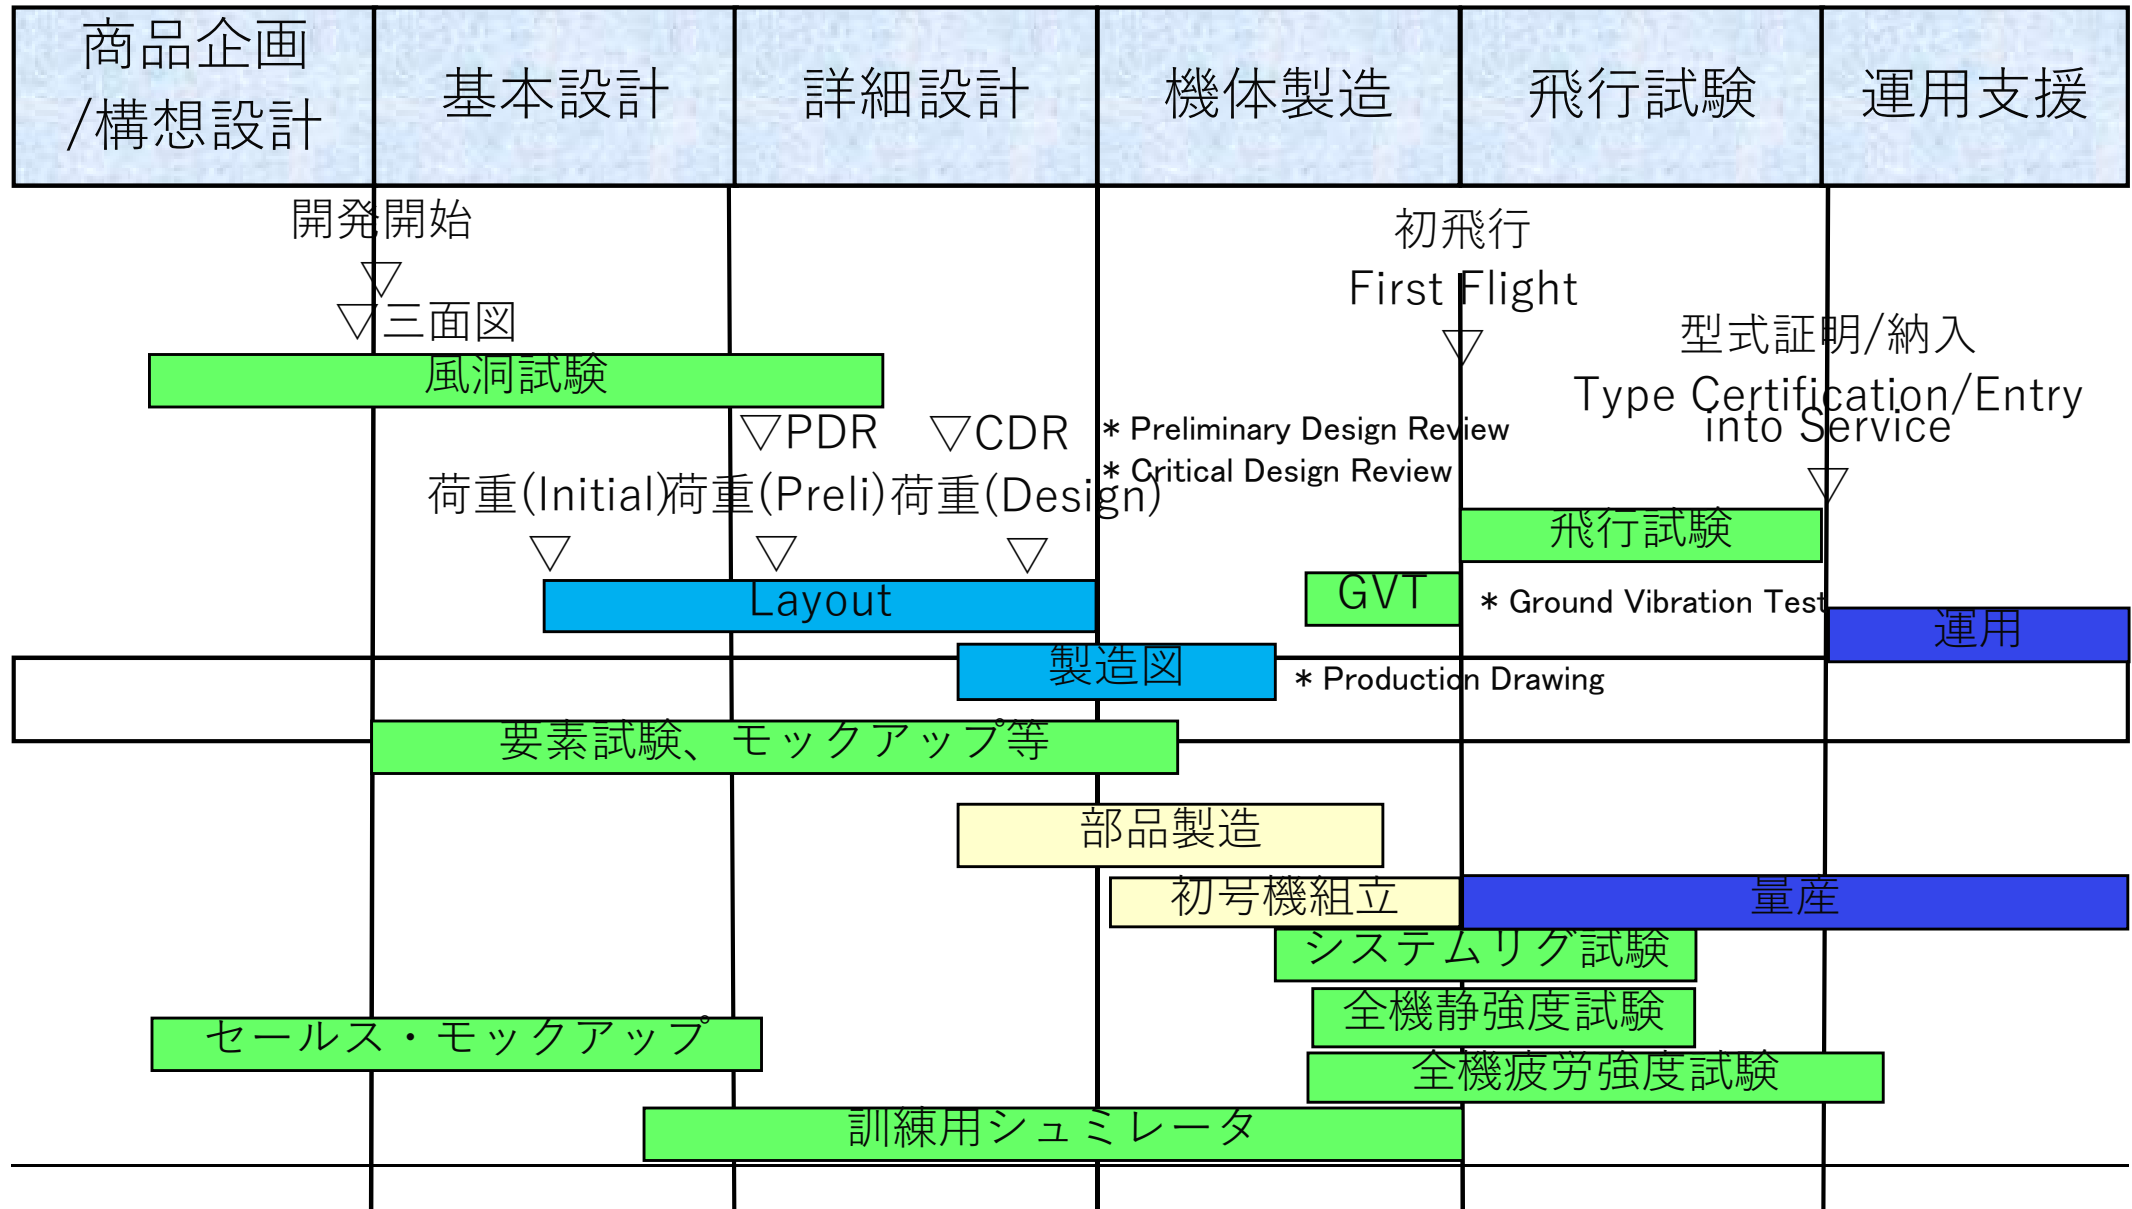 商品企画
/構想設計
基本設計
詳細設計
機体製造
飛行試験
運用支援
開発開始
▽
▽三面図
初飛行
First Flight
▽
型式証明/納入
Type Certification/Entry
into Service
▽
風洞試験
▽PDR
▽CDR
* Preliminary Design Review
* Critical Design Review
荷重(Initial)
荷重(Preli)
荷重(Design)
▽
▽
▽
飛行試験
Layout
GVT
* Ground Vibration Test
運用
製造図
* Production Drawing
要素試験、モックアップ等
部品製造
初号機組立
量産
システムリグ試験
全機静強度試験
セールス・モックアップ
全機疲労強度試験
訓練用シュミレータ